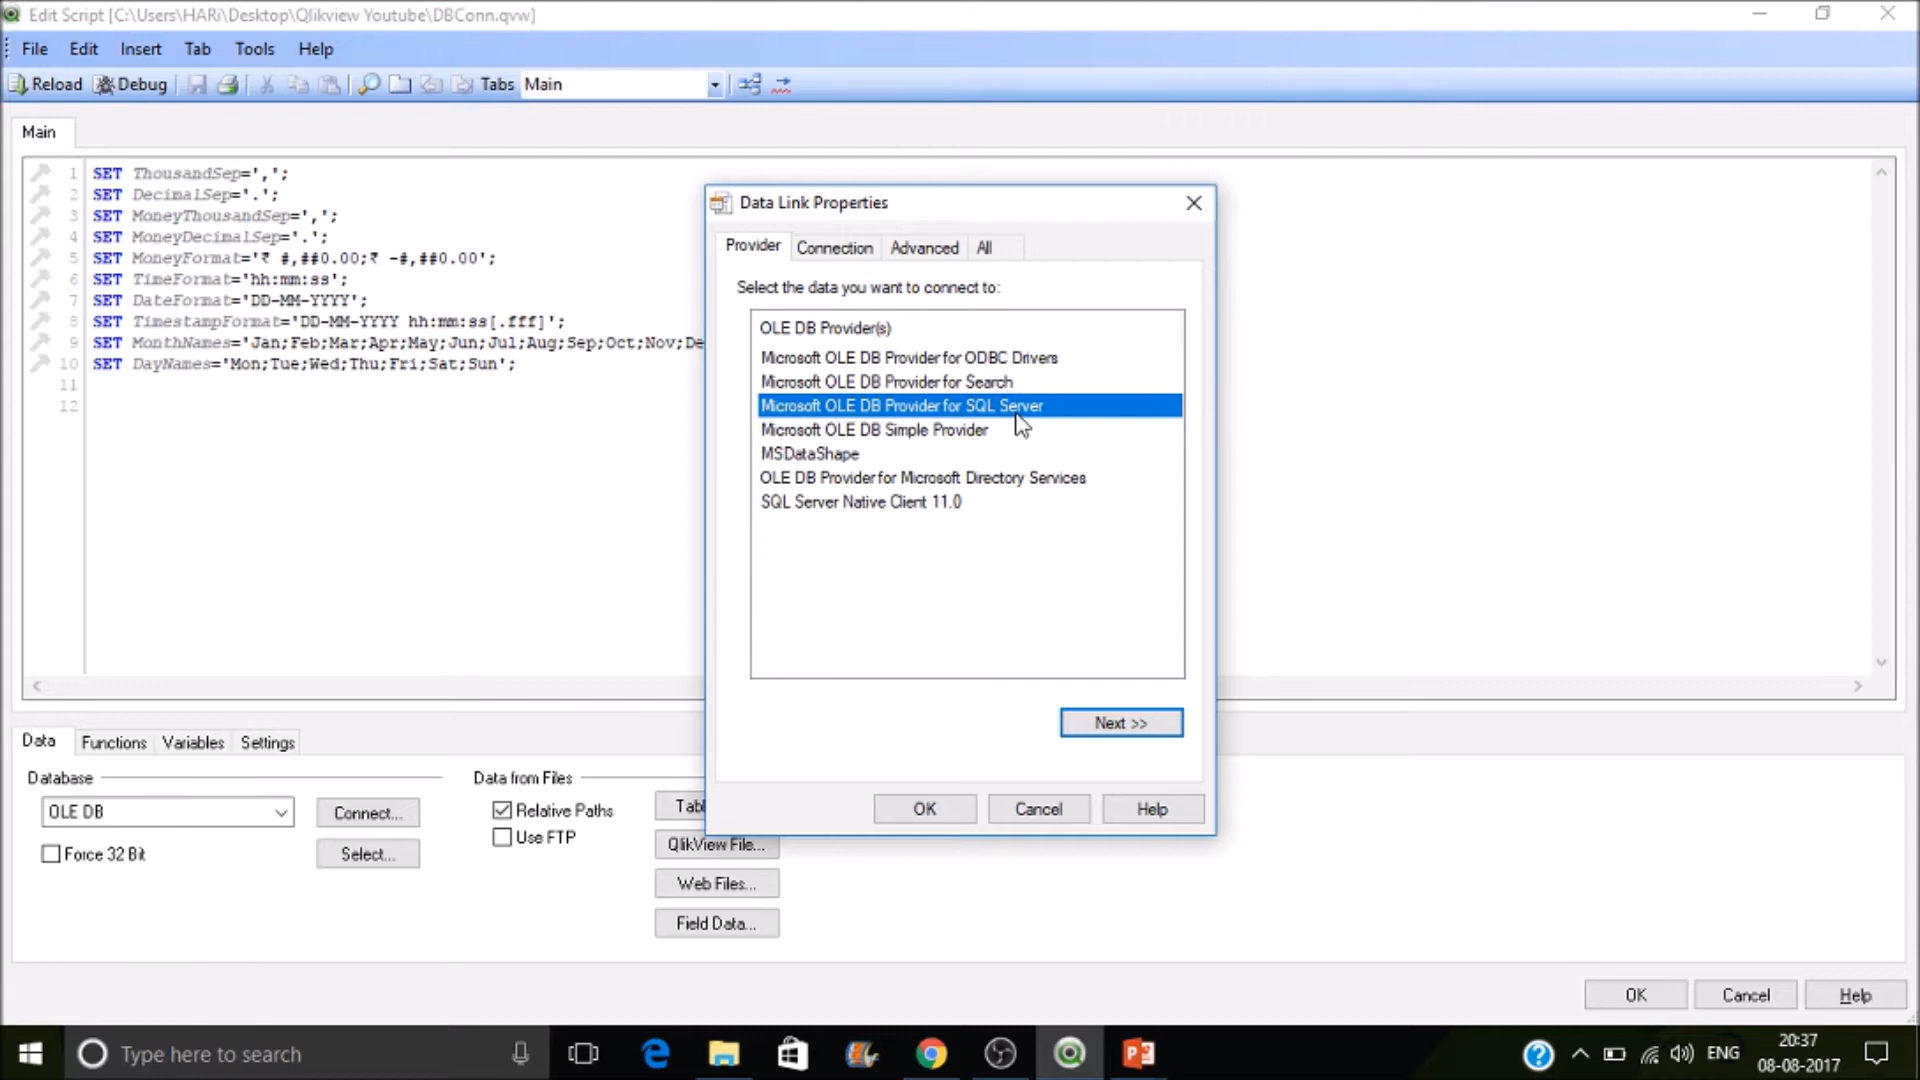 Edit Script [C:\Users\HARi\Desktop\Qlikview Youtube\DBConn.qvw]
File Edit Insert Tab Tools Help
Reload Debug Tabs Main
Main
1 SET ThousandSep=',';
2 SET DecimalSep='.';
3 SET MoneyThousandSep=',';
4 SET MoneyDecimalSep='.';
5 SET MoneyFormat='₹ #,##0.00;₹ -#,##0.00';
6 SET TimeFormat='hh:mm:ss';
7 SET DateFormat='DD-MM-YYYY';
8 SET TimestampFormat='DD-MM-YYYY hh:mm:ss[.fff]';
9 SET MonthNames='Jan;Feb;Mar;Apr;May;Jun;Jul;Aug;Sep;Oct;Nov;De
10 SET DayNames='Mon;Tue;Wed;Thu;Fri;Sat;Sun';
11
12
Data Link Properties
Provider Connection Advanced All
Select the data you want to connect to:
OLE DB Provider(s)
Microsoft OLE DB Provider for ODBC Drivers
Microsoft OLE DB Provider for Search
Microsoft OLE DB Provider for SQL Server
Microsoft OLE DB Simple Provider
MSDataShape
OLE DB Provider for Microsoft Directory Services
SQL Server Native Client 11.0
Next >>
OK Cancel Help
Data Functions Variables Settings
Database
OLE DB
Connect...
Force 32 Bit
Select...
Data from Files
Relative Paths
Use FTP
Tabl
QlikView File...
Web Files...
Field Data...
OK Cancel Help
Type here to search
ENG
20:37
08-08-2017